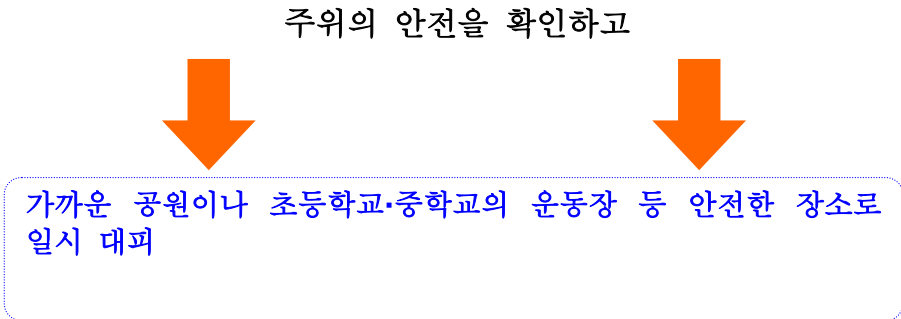 주위의 안전을 확인하고
가까운 공원이나 초등학교·중학교의 운동장 등 안전한 장소로
일시 대피